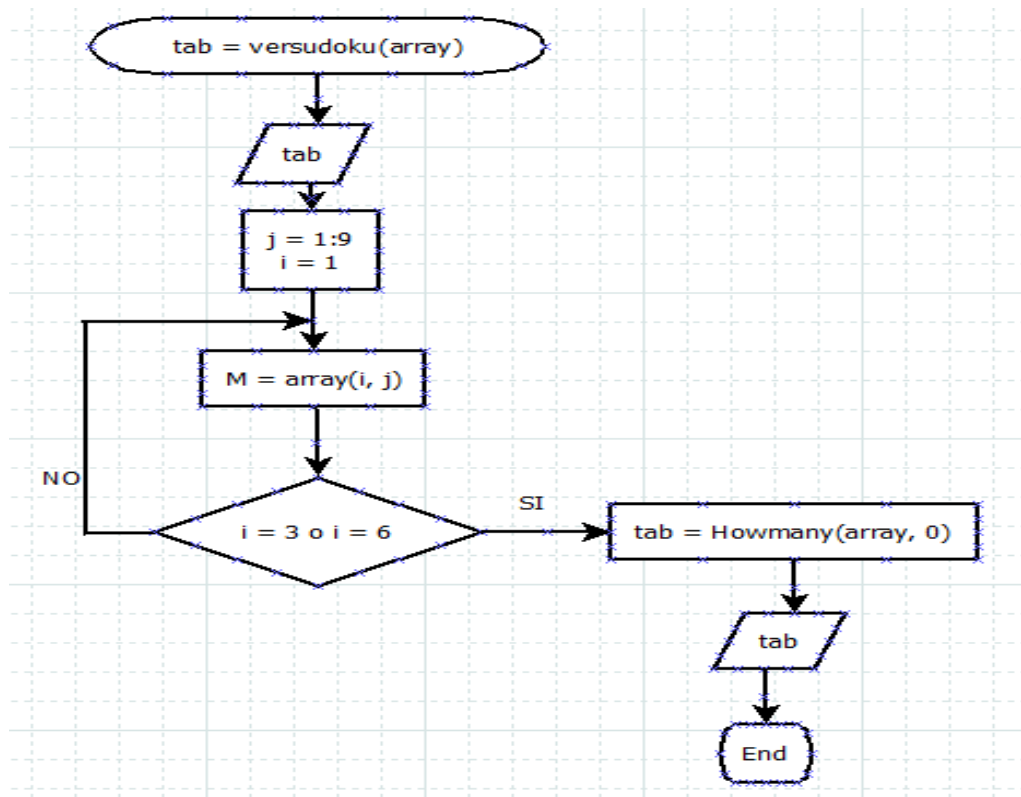 tab = versudoku(array)
tab
j = 1:9
i = 1
M = array(i, j)
NO
i = 3 o i = 6
SI
tab = Howmany(array, 0)
tab
End